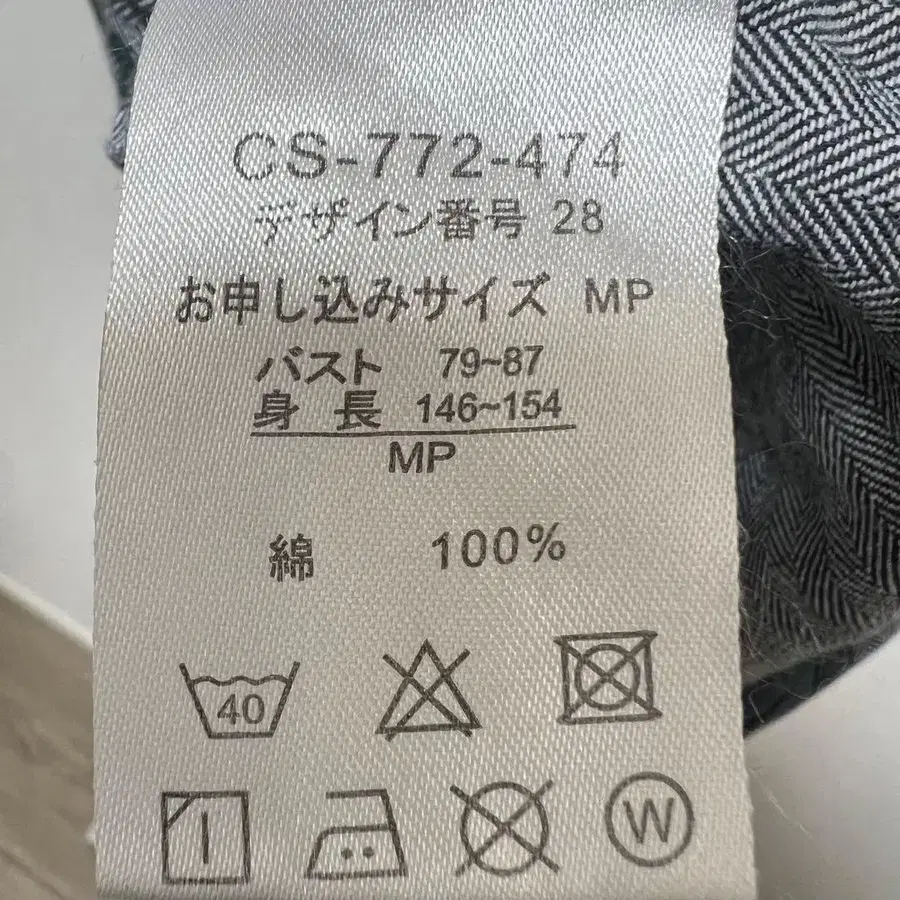 CS-772-474
デザイン番号 28
お申し込みサイズ MP
バスト 79~87
身 長 146~154
MP
綿 100%
40
W